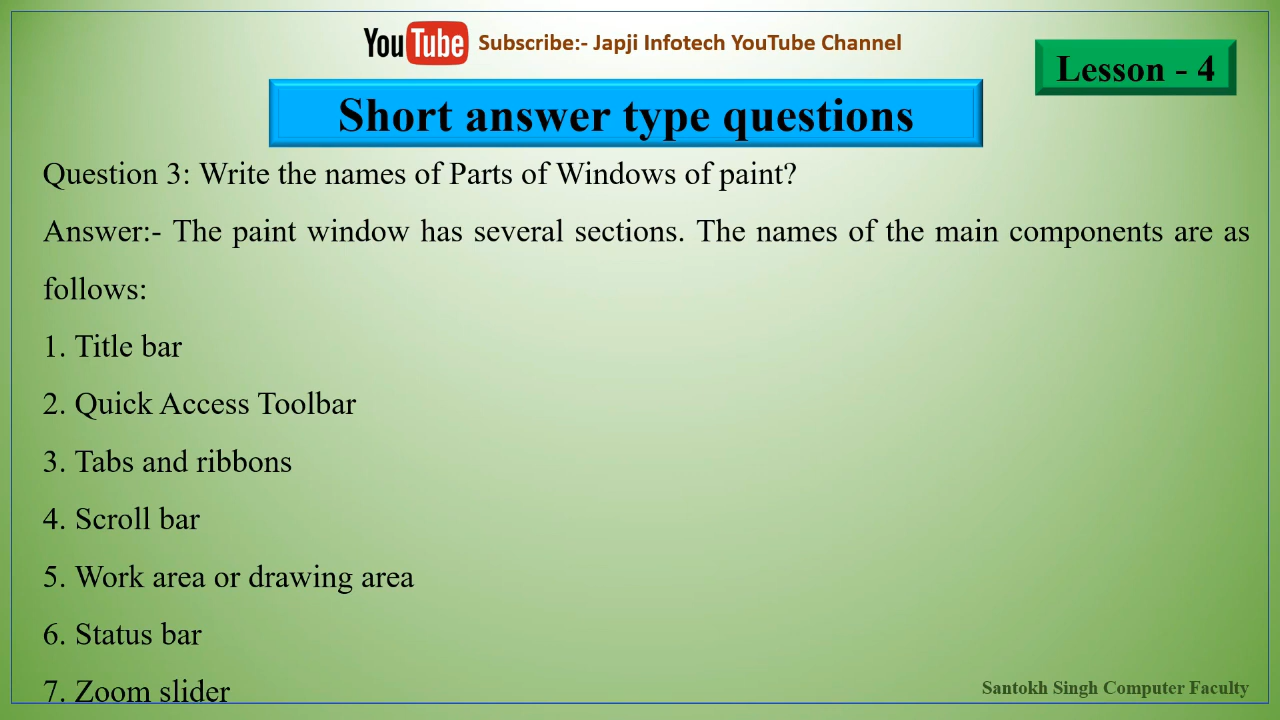 YouTube Subscribe:- Japji Infotech YouTube Channel
Lesson - 4
Short answer type questions
Question 3: Write the names of Parts of Windows of paint?
Answer:- The paint window has several sections. The names of the main components are as
follows:
1. Title bar
2. Quick Access Toolbar
3. Tabs and ribbons
4. Scroll bar
5. Work area or drawing area
6. Status bar
7. Zoom slider
Santokh Singh Computer Faculty